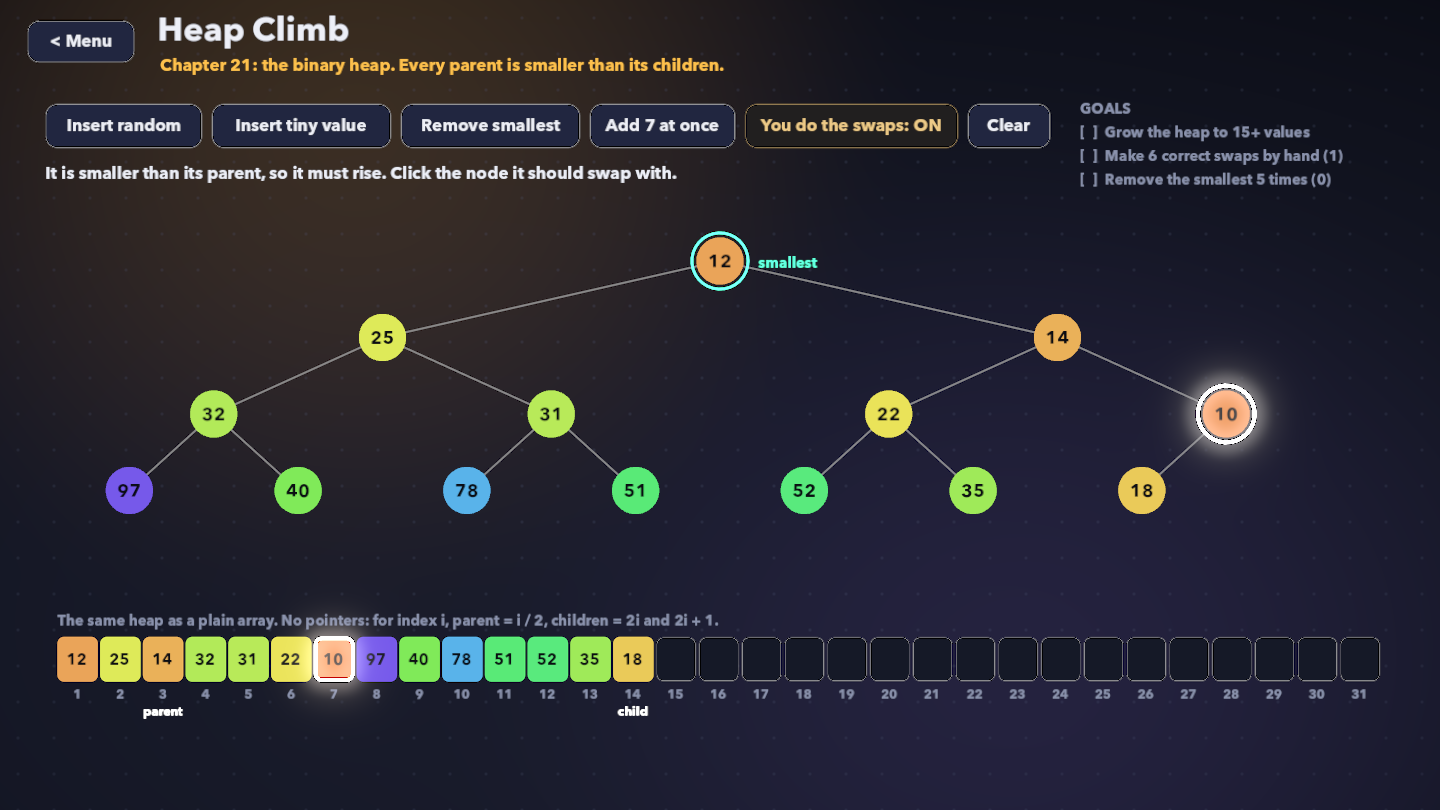 < Menu
Heap Climb
Chapter 21: the binary heap. Every parent is smaller than its children.
Insert random
Insert tiny value
Remove smallest
Add 7 at once
You do the swaps: ON
Clear
GOALS
[ ] Grow the heap to 15+ values
[ ] Make 6 correct swaps by hand (1)
[ ] Remove the smallest 5 times (0)
It is smaller than its parent, so it must rise. Click the node it should swap with.
12 smallest
25 14
32 31 22 10
97 40 78 51 52 35 18
The same heap as a plain array. No pointers: for index i, parent = i / 2, children = 2i and 2i + 1.
12 25 14 32 31 22 10 97 40 78 51 52 35 18
1 2 3 4 5 6 7 8 9 10 11 12 13 14 15 16 17 18 19 20 21 22 23 24 25 26 27 28 29 30 31
parent child